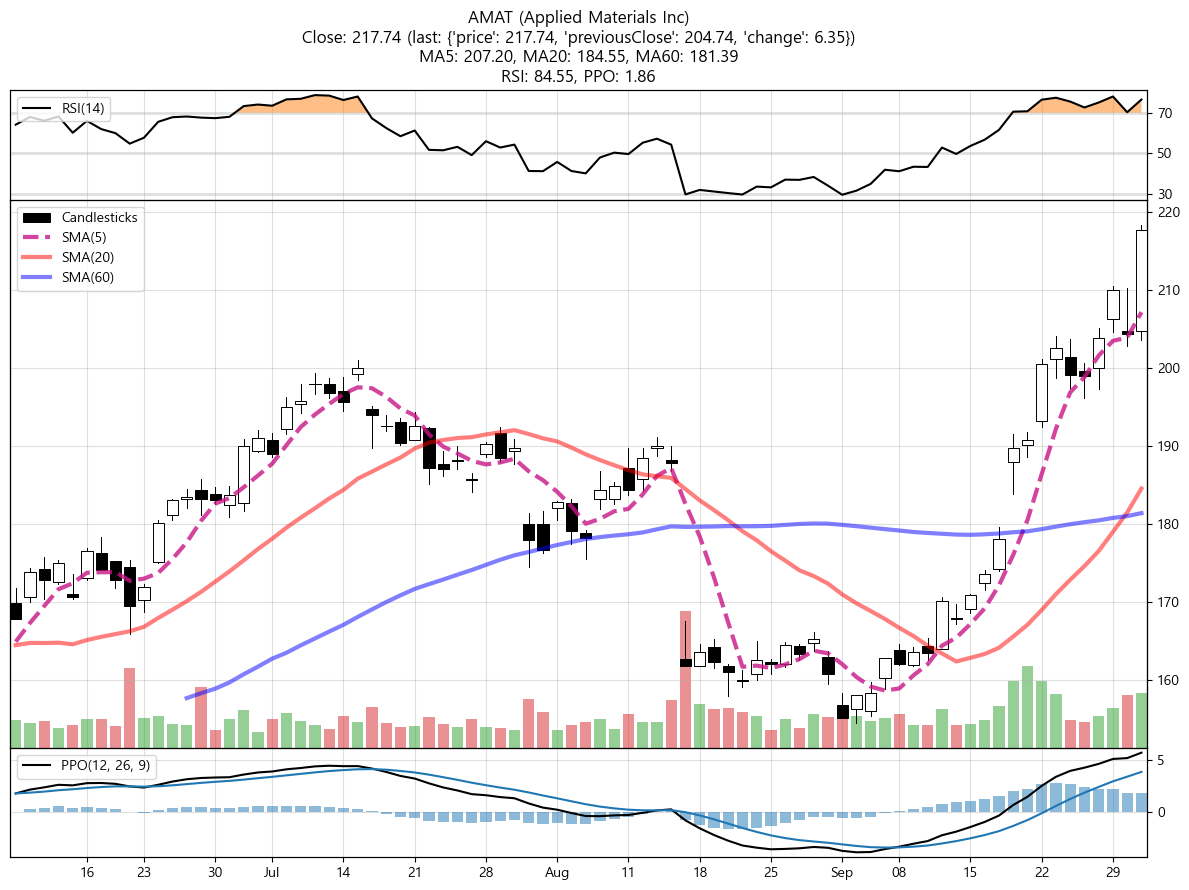 AMAT (Applied Materials Inc)
Close: 217.74 (last: {'price': 217.74, 'previousClose': 204.74, 'change': 6.35})
MA5: 207.20, MA20: 184.55, MA60: 181.39
RSI: 84.55, PPO: 1.86
RSI(14)
70
50
30
Candlesticks
SMA(5)
SMA(20)
SMA(60)
220
210
200
190
180
170
160
PPO(12, 26, 9)
5
0
16 23 30 Jul 14 21 28 Aug 11 18 25 Sep 08 15 22 29